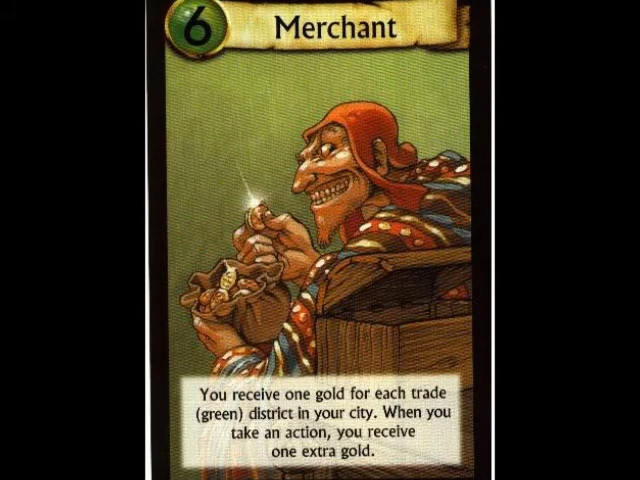 6
Merchant
You receive one gold for each trade
(green) district in your city. When you
take an action, you receive
one extra gold.